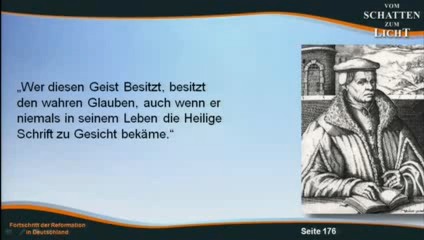 VOM
SCHATTEN
ZUM
LICHT
„Wer diesen Geist Besitzt, besitzt
den wahren Glauben, auch wenn er
niemals in seinem Leben die Heilige
Schrift zu Gesicht bekäme.“
Fortschritt der Reformation
in Deutschland
Seite 176